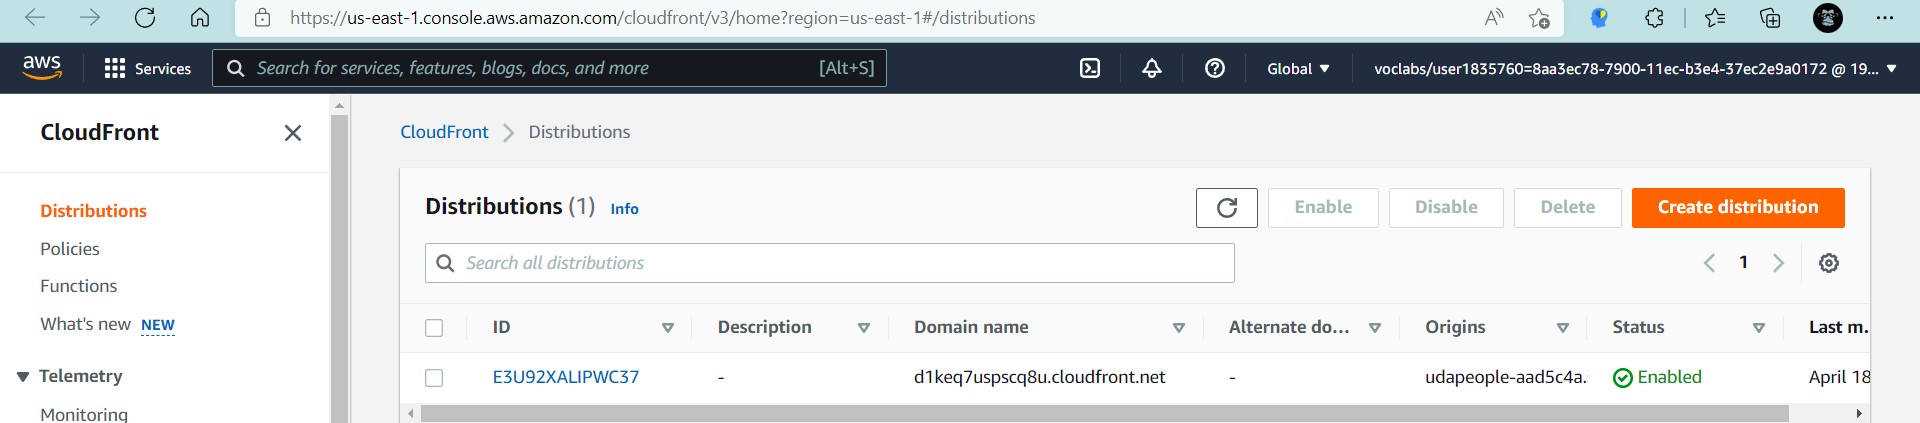 https://us-east-1.console.aws.amazon.com/cloudfront/v3/home?region=us-east-1#/distributions
aws Services Search for services, features, blogs, docs, and more [Alt+S] Global voclabs/user1835760=8aa3ec78-7900-11ec-b3e4-37ec2e9a0172 @ 19...
CloudFront
Distributions
Policies
Functions
What's new NEW
Telemetry
Monitoring
CloudFront Distributions
Distributions (1) Info Enable Disable Delete Create distribution
Search all distributions 1
ID Description Domain name Alternate do... Origins Status Last m.
E3U92XALIPWC37 - d1keq7uspscq8u.cloudfront.net - udapeople-aad5c4a. Enabled April 18